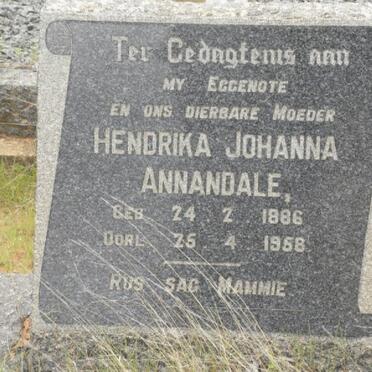 Ter Gedagtenis aan
MY EGGENOTE
EN ONS DIERBARE MOEDER
HENDRIKA JOHANNA
ANNANDALE,
GEB. 24 - 2 - 1886
OORL. 25 - 4 - 1958
RUS SAG MAMMIE